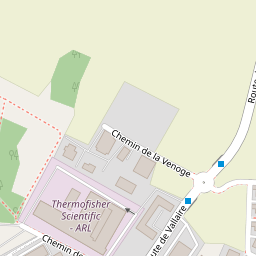 Route
Chemin de la Venoge
Thermofisher
Scientific
- ARL
Route de Vallaire
Chemin de